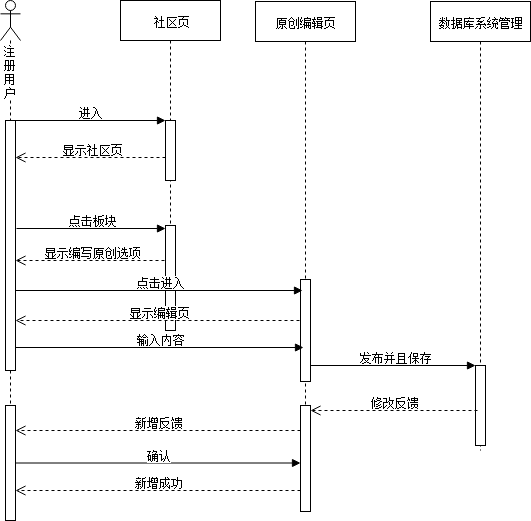 注册用户
社区页
原创编辑页
数据库系统管理
进入
显示社区页
点击板块
显示编写原创选项
点击进入
显示编辑页
输入内容
发布并且保存
修改反馈
新增反馈
确认
新增成功